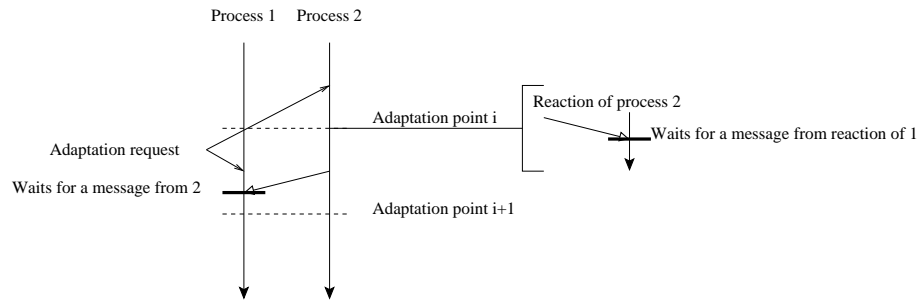 Process 1
Process 2
Reaction of process 2
Adaptation point i
Waits for a message from reaction of 1
Adaptation request
Waits for a message from 2
Adaptation point i+1